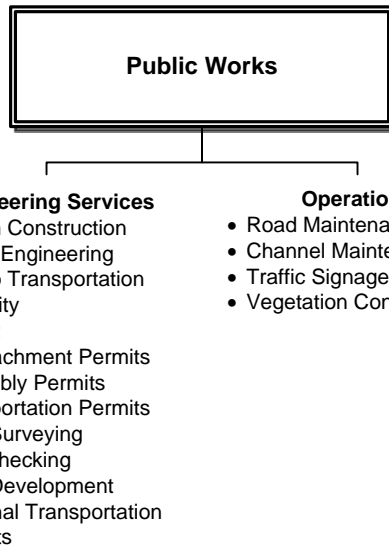 Public Works
eering Services
Construction
Engineering
Transportation
ity
achment Permits
bly Permits
portation Permits
Surveying
hecking
Development
nal Transportation
ts
Operatio
• Road Maintena
• Channel Mainte
• Traffic Signage
• Vegetation Con